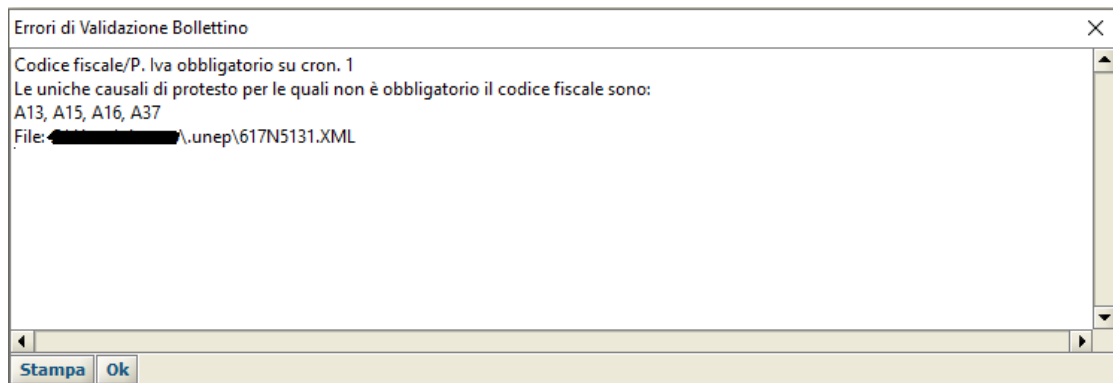 Errori di Validazione Bollettino
Codice fiscale/P. Iva obbligatorio su cron. 1
Le uniche causali di protesto per le quali non è obbligatorio il codice fiscale sono:
A13, A15, A16, A37
File: \.unep\617N5131.XML
Stampa Ok